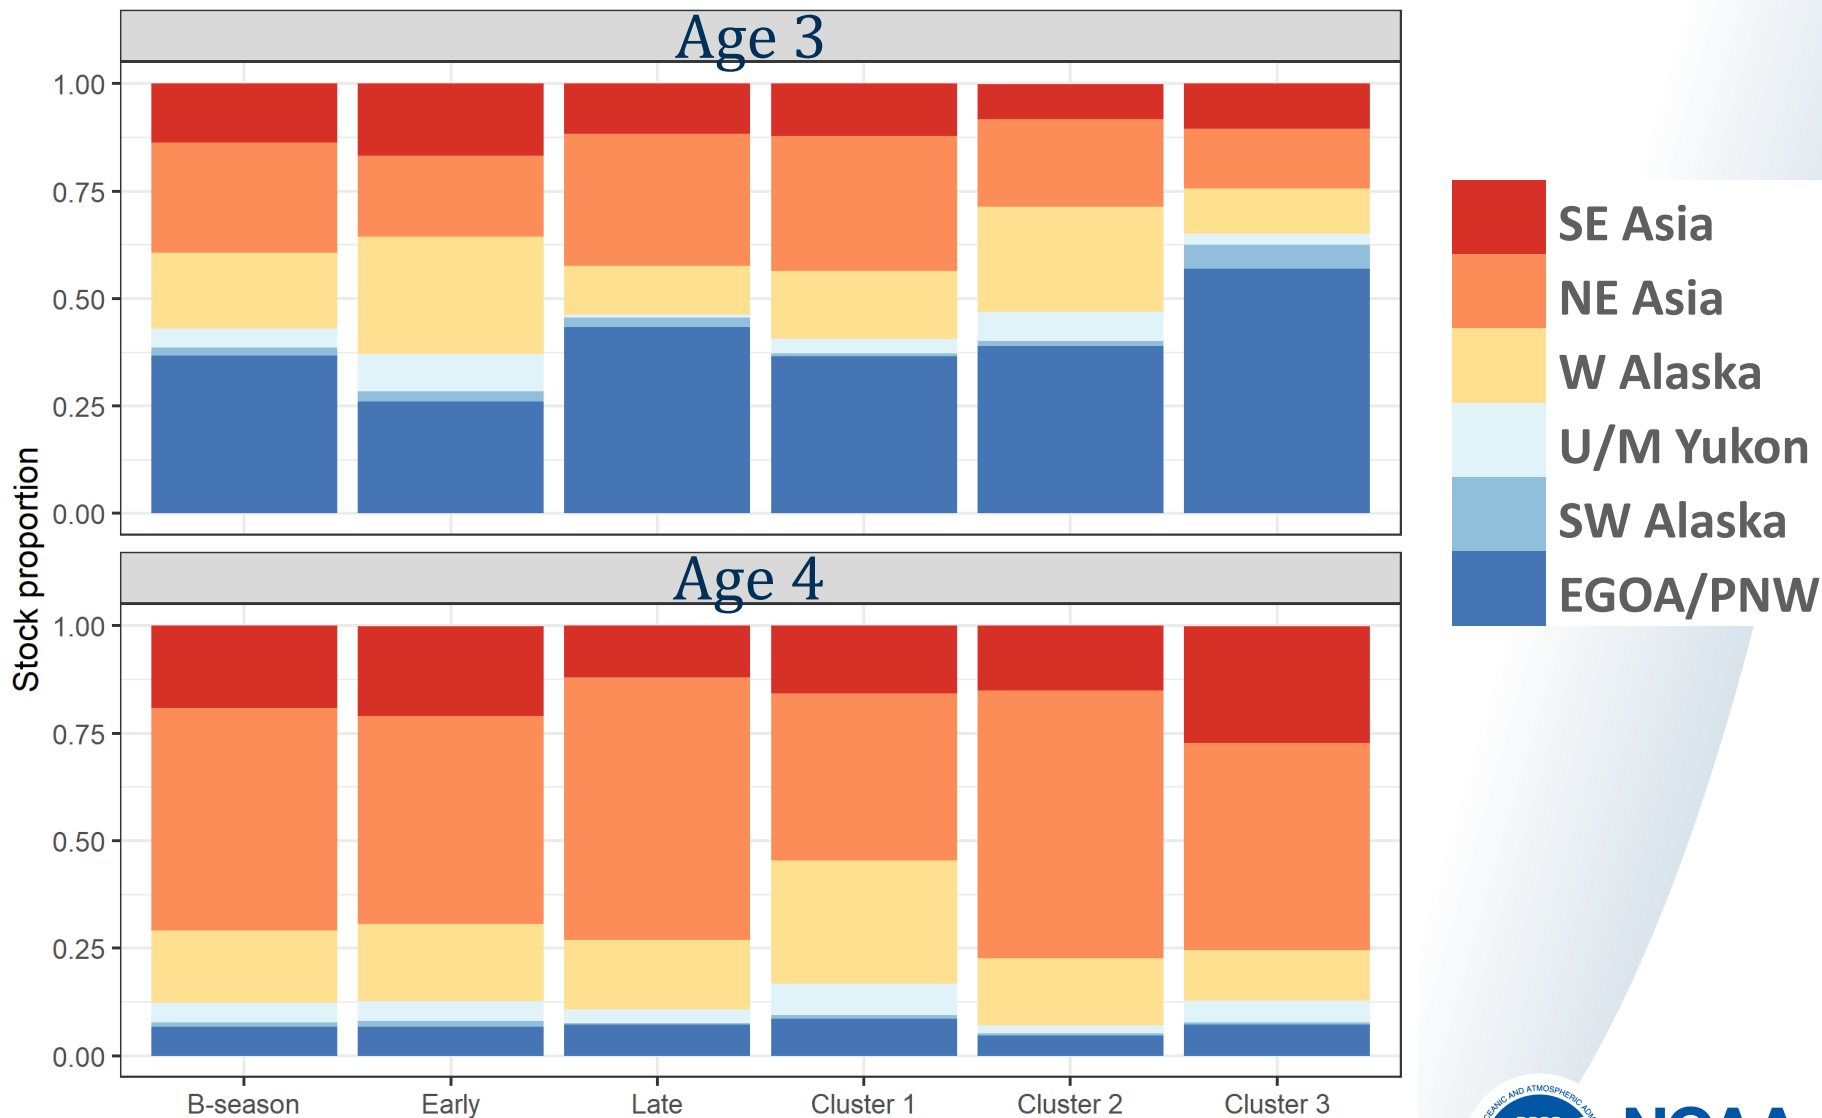 Age 3
1.00
0.75
0.50
0.25
0.00
Stock proportion
Age 4
1.00
0.75
0.50
0.25
0.00
B-season Early Late Cluster 1 Cluster 2 Cluster 3
SE Asia
NE Asia
W Alaska
U/M Yukon
SW Alaska
EGOA/PNW